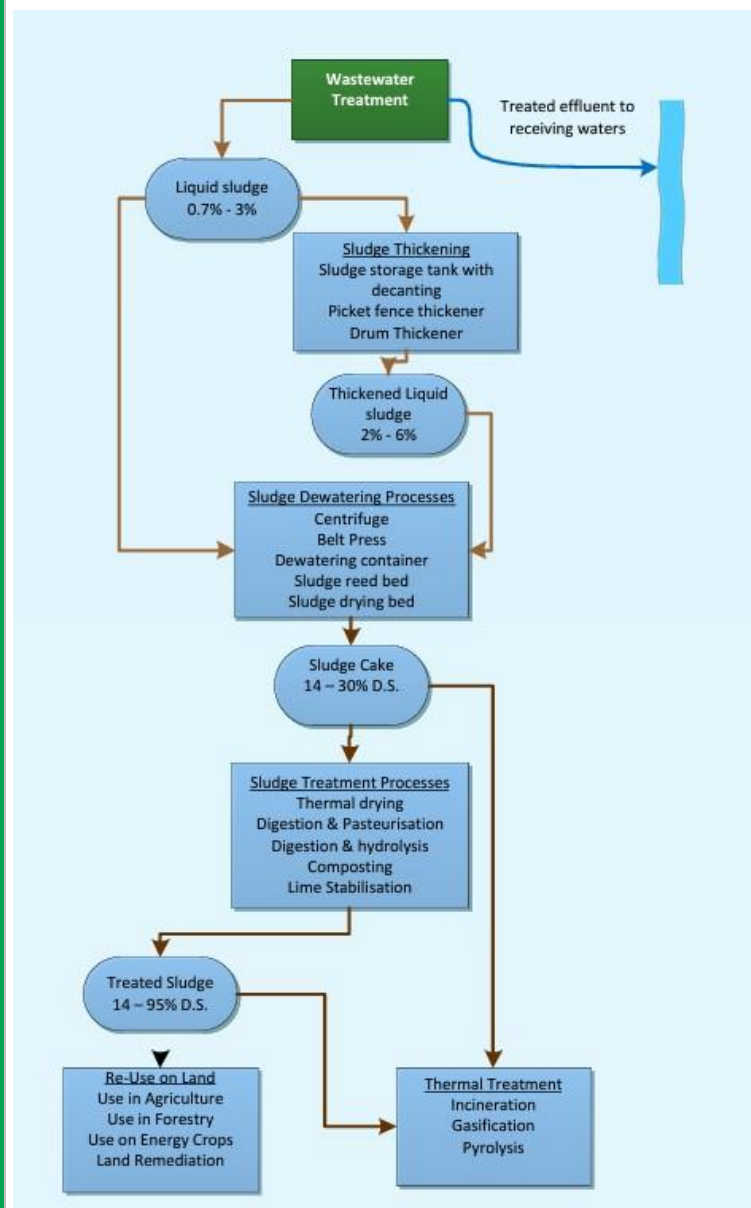 Wastewater
Treatment
Treated effluent to
receiving waters
Liquid sludge
0.7% - 3%
Sludge Thickening
Sludge storage tank with
decanting
Picket fence thickener
Drum Thickener
Thickened Liquid
sludge
2% - 6%
Sludge Dewatering Processes
Centrifuge
Belt Press
Dewatering container
Sludge reed bed
Sludge drying bed
Sludge Cake
14 – 30% D.S.
Sludge Treatment Processes
Thermal drying
Digestion & Pasteurisation
Digestion & hydrolysis
Composting
Lime Stabilisation
Treated Sludge
14 – 95% D.S.
Re-Use on Land
Use in Agriculture
Use in Forestry
Use on Energy Crops
Land Remediation
Thermal Treatment
Incineration
Gasification
Pyrolysis